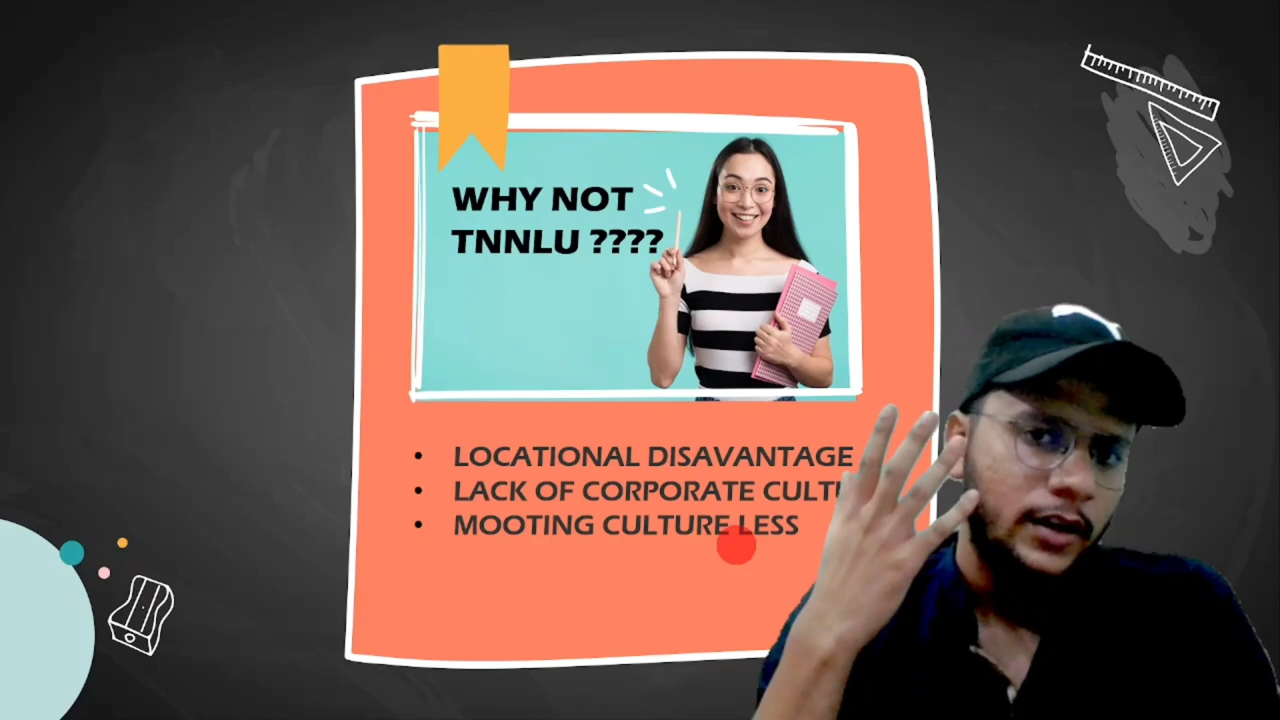 WHY NOT
TNNLU ????
• LOCATIONAL DISAVANTAGE
• LACK OF CORPORATE
• MOOTING CULTURE LESS